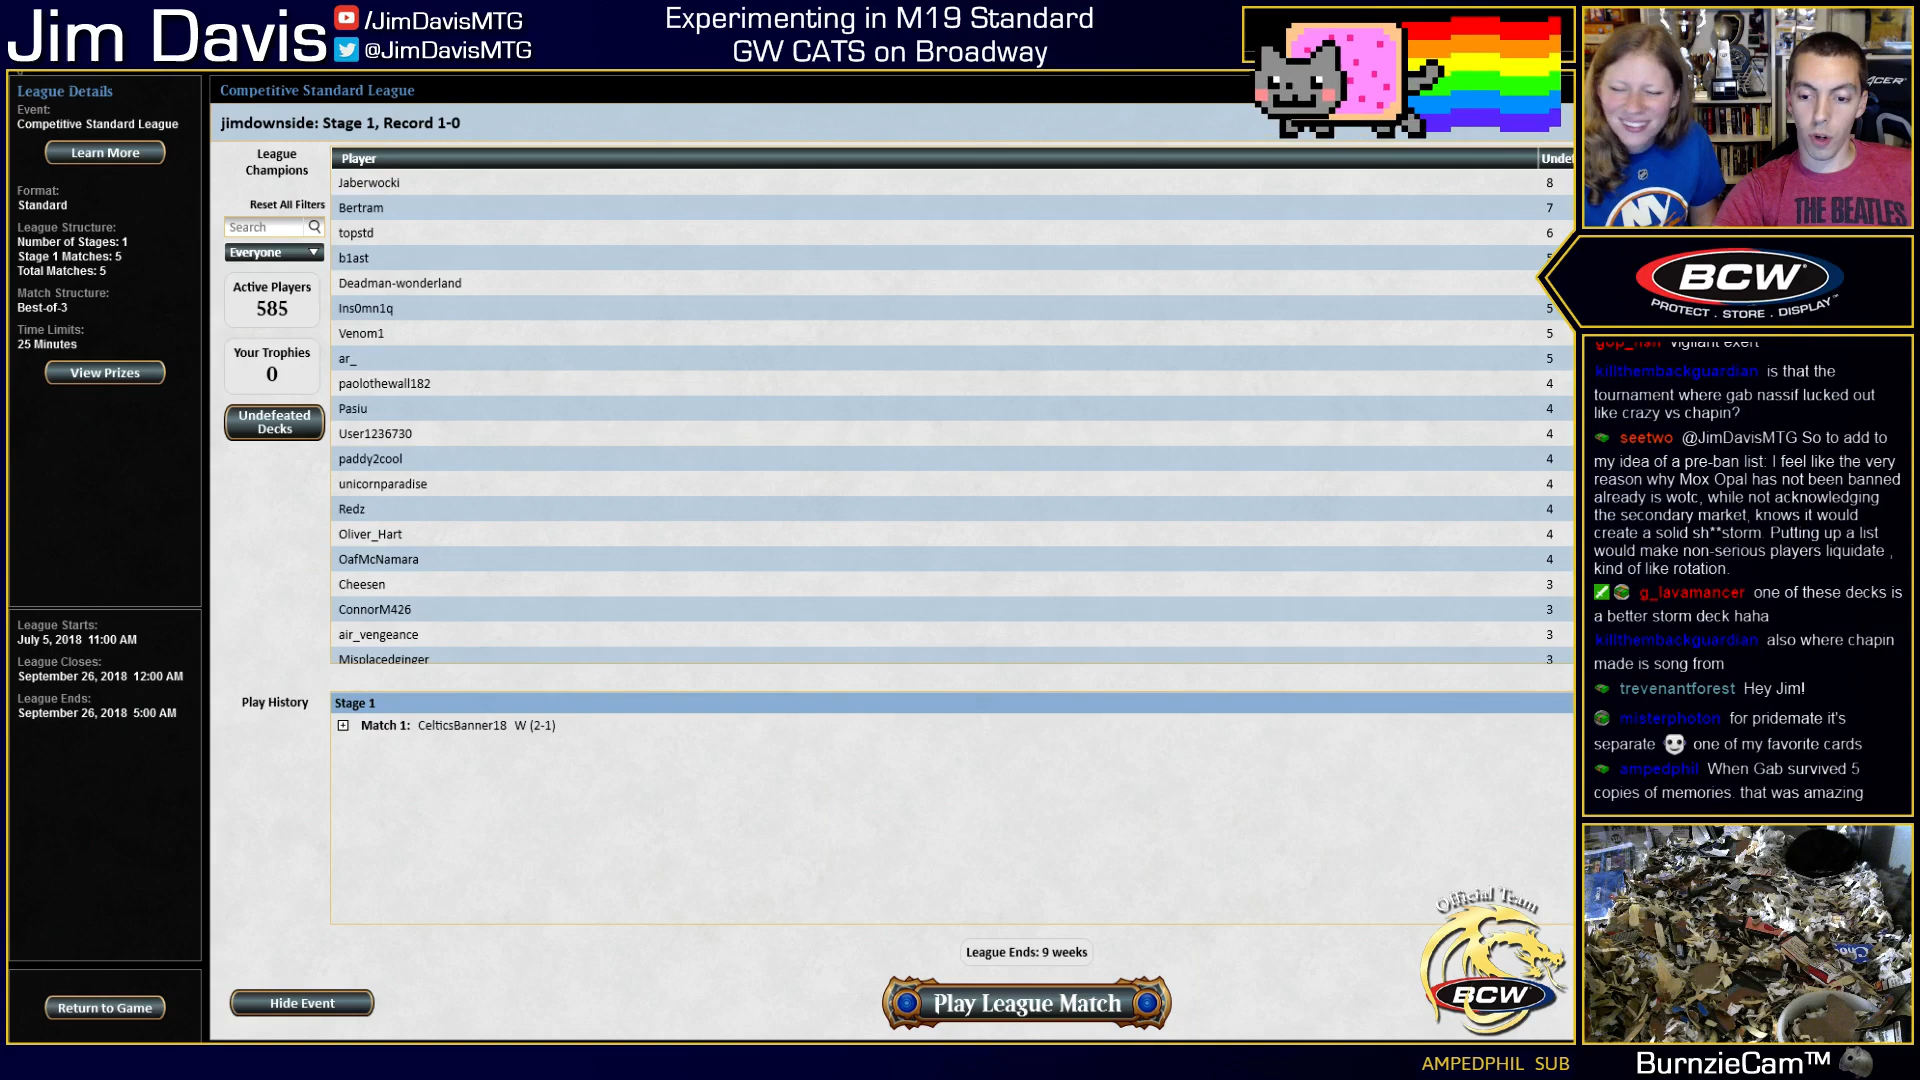 Jim Davis
/JimDavisMTG
@JimDavisMTG
Experimenting in M19 Standard
GW CATS on Broadway
League Details
Event:
Competitive Standard League
Learn More
Format:
Standard
League Structure:
Number of Stages: 1
Stage 1 Matches: 5
Total Matches: 5
Match Structure:
Best-of-3
Time Limits:
25 Minutes
View Prizes
League Starts:
July 5, 2018 11:00 AM
League Closes:
September 26, 2018 12:00 AM
League Ends:
September 26, 2018 5:00 AM
Return to Game
Competitive Standard League
jimdownside: Stage 1, Record 1-0
League
Champions
Reset All Filters
Search
Everyone
Active Players
585
Your Trophies
0
Undefeated
Decks
Player Undef
Jaberwocki 8
Bertram 7
topstd 6
b1ast 5
Deadman-wonderland
Ins0mn1q 5
Venom1 5
ar_ 5
paolothewall182 4
Pasiu 4
User1236730 4
paddy2cool 4
unicornparadise 4
Redz 4
Oliver_Hart 4
OafMcNamara 4
Cheesen 3
ConnorM426 3
air_vengeance 3
Misplacedginger 3
Play History
Stage 1
Match 1: CelticsBanner18 W (2-1)
League Ends: 9 weeks
Hide Event
Play League Match
Official Team
BCW
ACER
NY
THE BEATLES
BCW
PROTECT . STORE . DISPLAY™
Vigilant exert
killthembackguardian is that the
tournament where gab nassif lucked out
like crazy vs chapin?
seetwo @JimDavisMTG So to add to
my idea of a pre-ban list: I feel like the very
reason why Mox Opal has not been banned
already is wotc, while not acknowledging
the secondary market, knows it would
create a solid sh**storm. Putting up a list
would make non-serious players liquidate ,
kind of like rotation.
g_lavamancer one of these decks is
a better storm deck haha
killthembackguardian also where chapin
made is song from
trevenantforest Hey Jim!
misterphoton for pridemate it's
separate one of my favorite cards
ampedphil When Gab survived 5
copies of memories. that was amazing
AMPEDPHIL SUB
BurnzieCam™